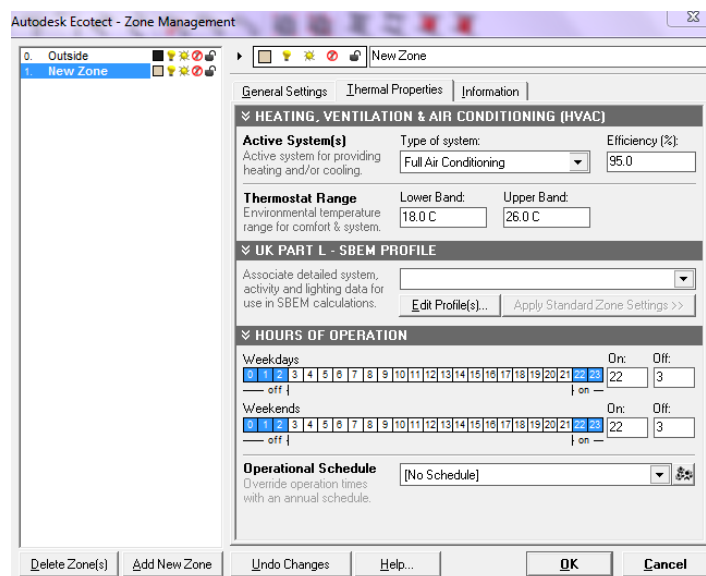 Autodesk Ecotect - Zone Management
0. Outside
1. New Zone
New Zone
General Settings Thermal Properties Information
HEATING, VENTILATION & AIR CONDITIONING (HVAC)
Active System(s) Type of system: Efficiency (%):
Active system for providing
heating and/or cooling.
Full Air Conditioning 95.0
Thermostat Range Lower Band: Upper Band:
Environmental temperature
range for comfort & system.
18.0 C 26.0 C
UK PART L - SBEM PROFILE
Associate detailed system,
activity and lighting data for
use in SBEM calculations.
Edit Profile(s)... Apply Standard Zone Settings >>
HOURS OF OPERATION
Weekdays On: Off:
0 1 2 3 4 5 6 7 8 9 10 11 12 13 14 15 16 17 18 19 20 21 22 23 22 3
off on
Weekends On: Off:
0 1 2 3 4 5 6 7 8 9 10 11 12 13 14 15 16 17 18 19 20 21 22 23 22 3
off on
Operational Schedule
Override operation times
with an annual schedule.
[No Schedule]
Delete Zone(s) Add New Zone Undo Changes Help... OK Cancel